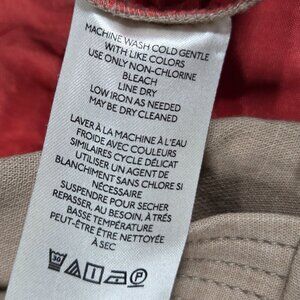 MACHINE WASH COLD GENTLE
WITH LIKE COLORS
USE ONLY NON-CHLORINE
BLEACH
LINE DRY
LOW IRON AS NEEDED
MAY BE DRY CLEANED
LAVER À LA MACHINE À L'EAU
FROIDE AVEC COULEURS
SIMILAIRES CYCLE DÉLICAT
UTILISER UN AGENT DE
BLANCHIMENT SANS CHLORE SI
NÉCESSAIRE
SUSPENDRE POUR SECHER
REPASSER, AU BESOIN, À TRÈS
BASSE TEMPÉRATURE
PEUT-ÊTRE ÊTRE NETTOYÉE
À SEC
30 P